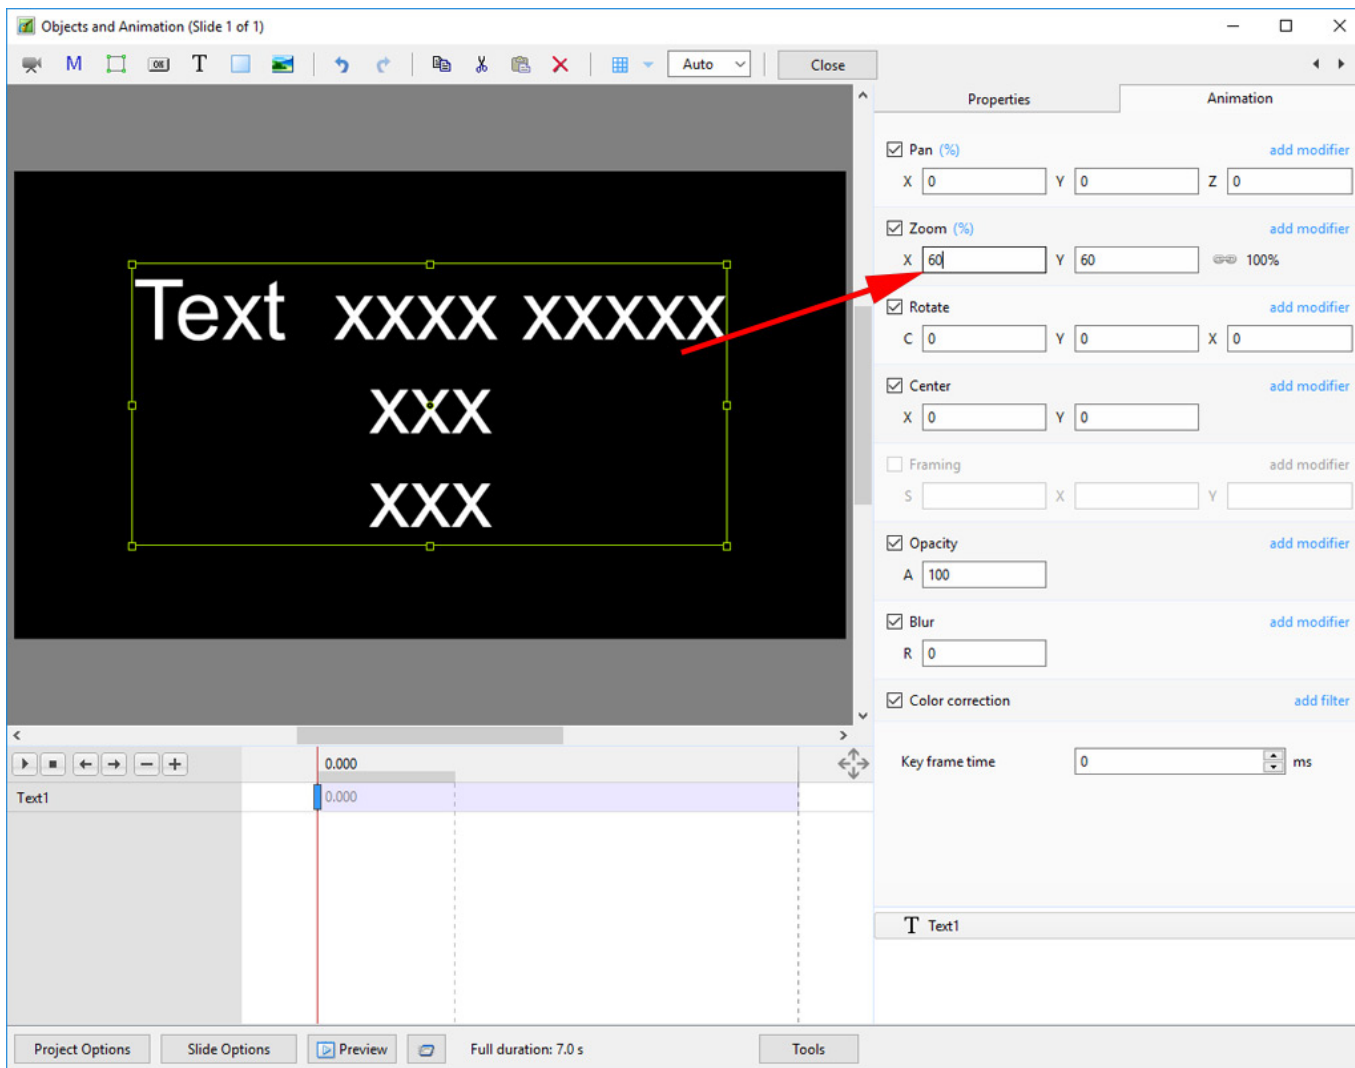 Objects and Animation (Slide 1 of 1)
M OK T Auto Close
Properties Animation
Pan (%) add modifier
X 0 Y 0 Z 0
Zoom (%) add modifier
X 60 Y 60 100%
Rotate add modifier
C 0 Y 0 X 0
Center add modifier
X 0 Y 0
Framing add modifier
S X Y
Opacity add modifier
A 100
Blur add modifier
R 0
Color correction add filter
Key frame time 0 ms
T Text1
Text xxxx xxxxx
xxx
xxx
0.000
Text1 0.000
Project Options Slide Options Preview Full duration: 7.0 s Tools